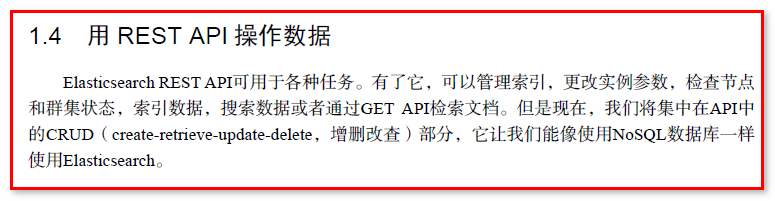 1.4 用 REST API 操作数据
Elasticsearch REST API可用于各种任务。有了它，可以管理索引，更改实例参数，检查节点
和群集状态，索引数据，搜索数据或者通过GET API检索文档。但是现在，我们将集中在API中
的CRUD（create-retrieve-update-delete，增删改查）部分，它让我们能像使用NoSQL数据库一样
使用Elasticsearch。